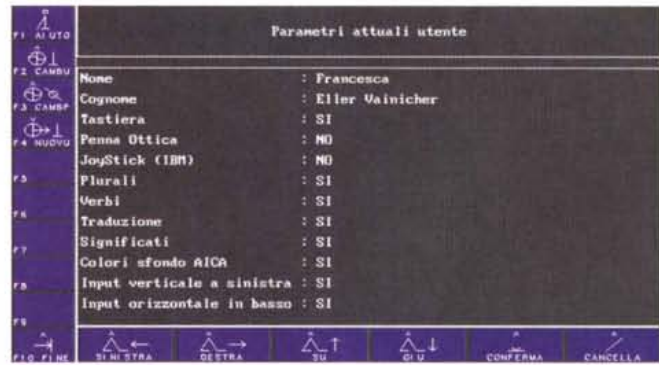 Parametri attuali utente
F1 AIUTO
F2 CAMBU
F3 CAMBP
F4 NUOVU
F5
F6
F7
F8
F9
F10 FINE
Nome : Francesca
Cognome : Eller Vainicher
Tastiera : SI
Penna Ottica : NO
JoyStick (IBM) : NO
Plurali : SI
Verbi : SI
Traduzione : SI
Significati : SI
Colori sfondo AICA : SI
Input verticale a sinistra : SI
Input orizzontale in basso : SI
SINISTRA DESTRA SU GIU CONFERMA CANCELLA